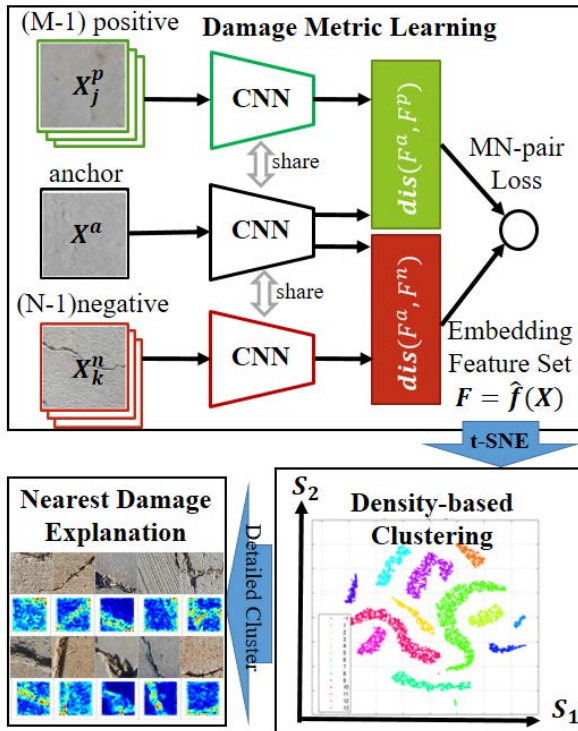 (M-1) positive
Damage Metric Learning
X_j^p
CNN
dis(F^a, F^p)
share
MN-pair
Loss
anchor
X^a
CNN
share
(N-1)negative
X_k^n
CNN
dis(F^a, F^n)
Embedding
Feature Set
F = f̂(X)
t-SNE
Nearest Damage
Explanation
Detailed Cluster
S_2
Density-based
Clustering
S_1